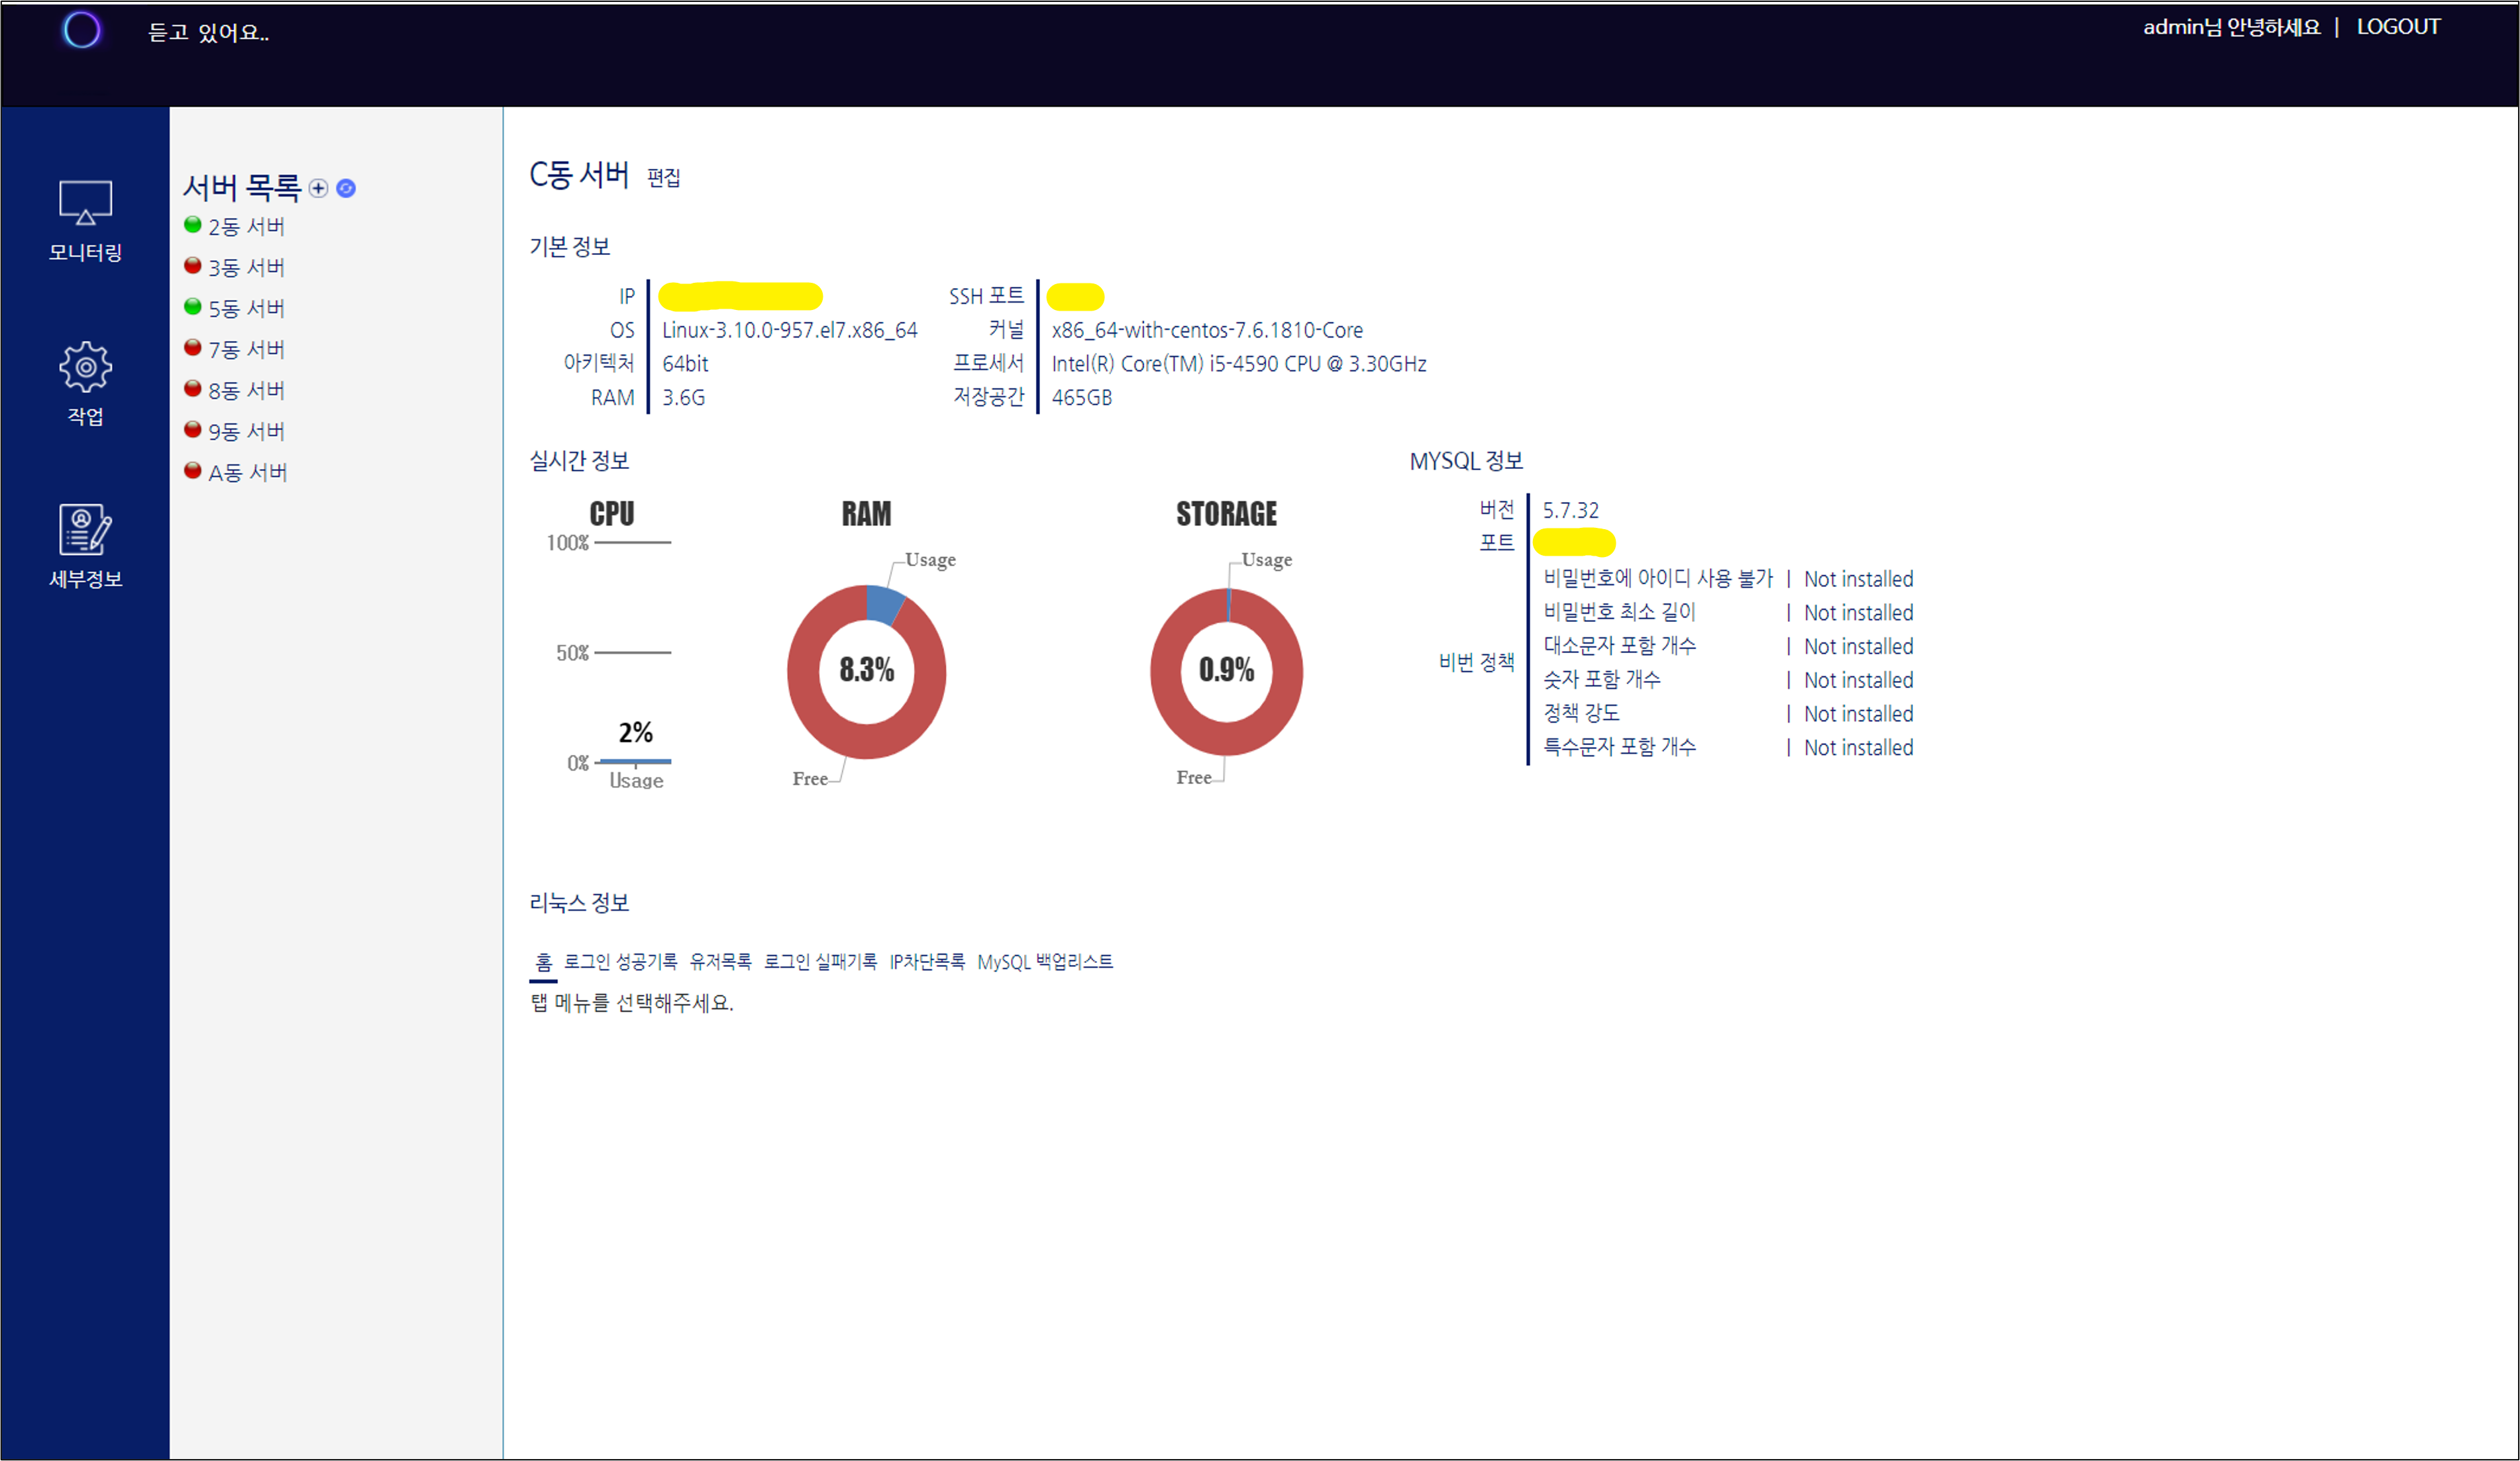 듣고 있어요..
admin님 안녕하세요 | LOGOUT
모니터링
작업
세부정보
서버 목록
2동 서버
3동 서버
5동 서버
7동 서버
8동 서버
9동 서버
A동 서버
C동 서버 편집
기본 정보
IP
SSH 포트
OS Linux-3.10.0-957.el7.x86_64 커널 x86_64-with-centos-7.6.1810-Core
아키텍처 64bit 프로세서 Intel(R) Core(TM) i5-4590 CPU @ 3.30GHz
RAM 3.6G 저장공간 465GB
실시간 정보
CPU
100%
50%
2%
0%
Usage
RAM
Usage
8.3%
Free
STORAGE
Usage
0.9%
Free
MYSQL 정보
버전 5.7.32
포트
비번 정책
비밀번호에 아이디 사용 불가 | Not installed
비밀번호 최소 길이 | Not installed
대소문자 포함 개수 | Not installed
숫자 포함 개수 | Not installed
정책 강도 | Not installed
특수문자 포함 개수 | Not installed
리눅스 정보
홈 로그인 성공기록 유저목록 로그인 실패기록 IP차단목록 MySQL 백업리스트
탭 메뉴를 선택해주세요.